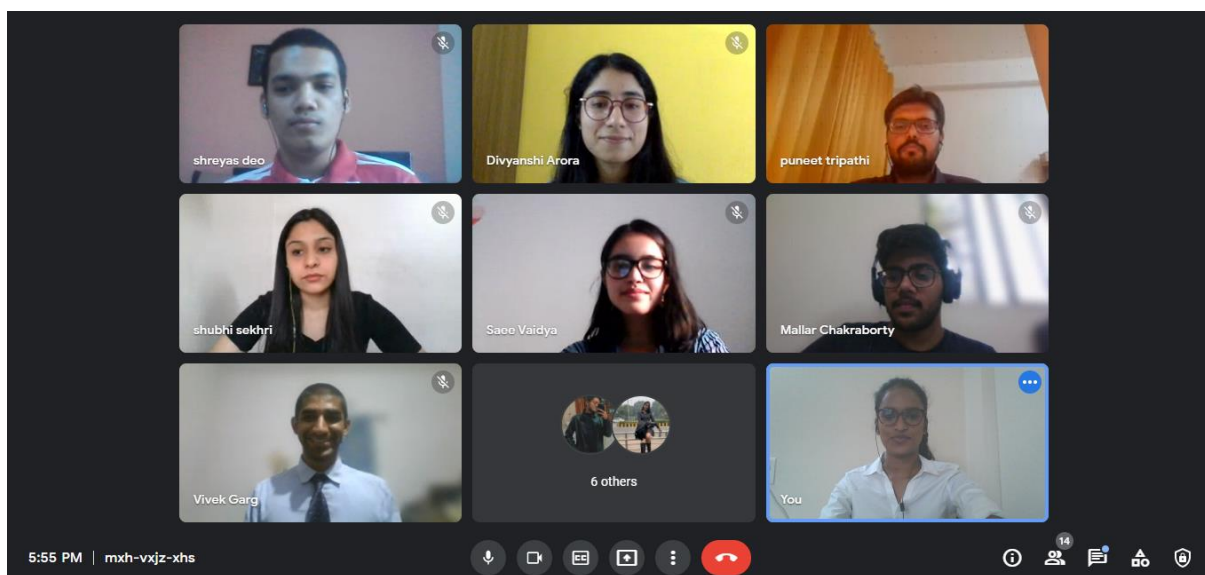 shreyas deo
Divyanshi Arora
puneet tripathi
shubhi sekhri
Saee Vaidya
Mallar Chakraborty
Vivek Garg
6 others
You
5:55 PM | mxh-vxjz-xhs
CC
14